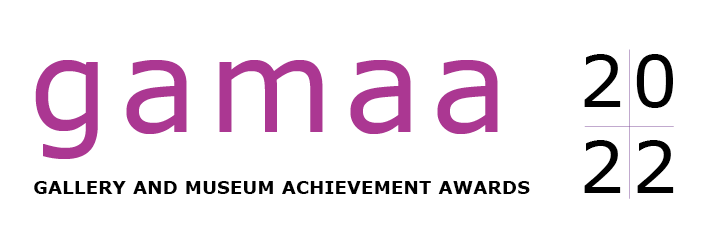 gamaa
GALLERY AND MUSEUM ACHIEVEMENT AWARDS
20
22